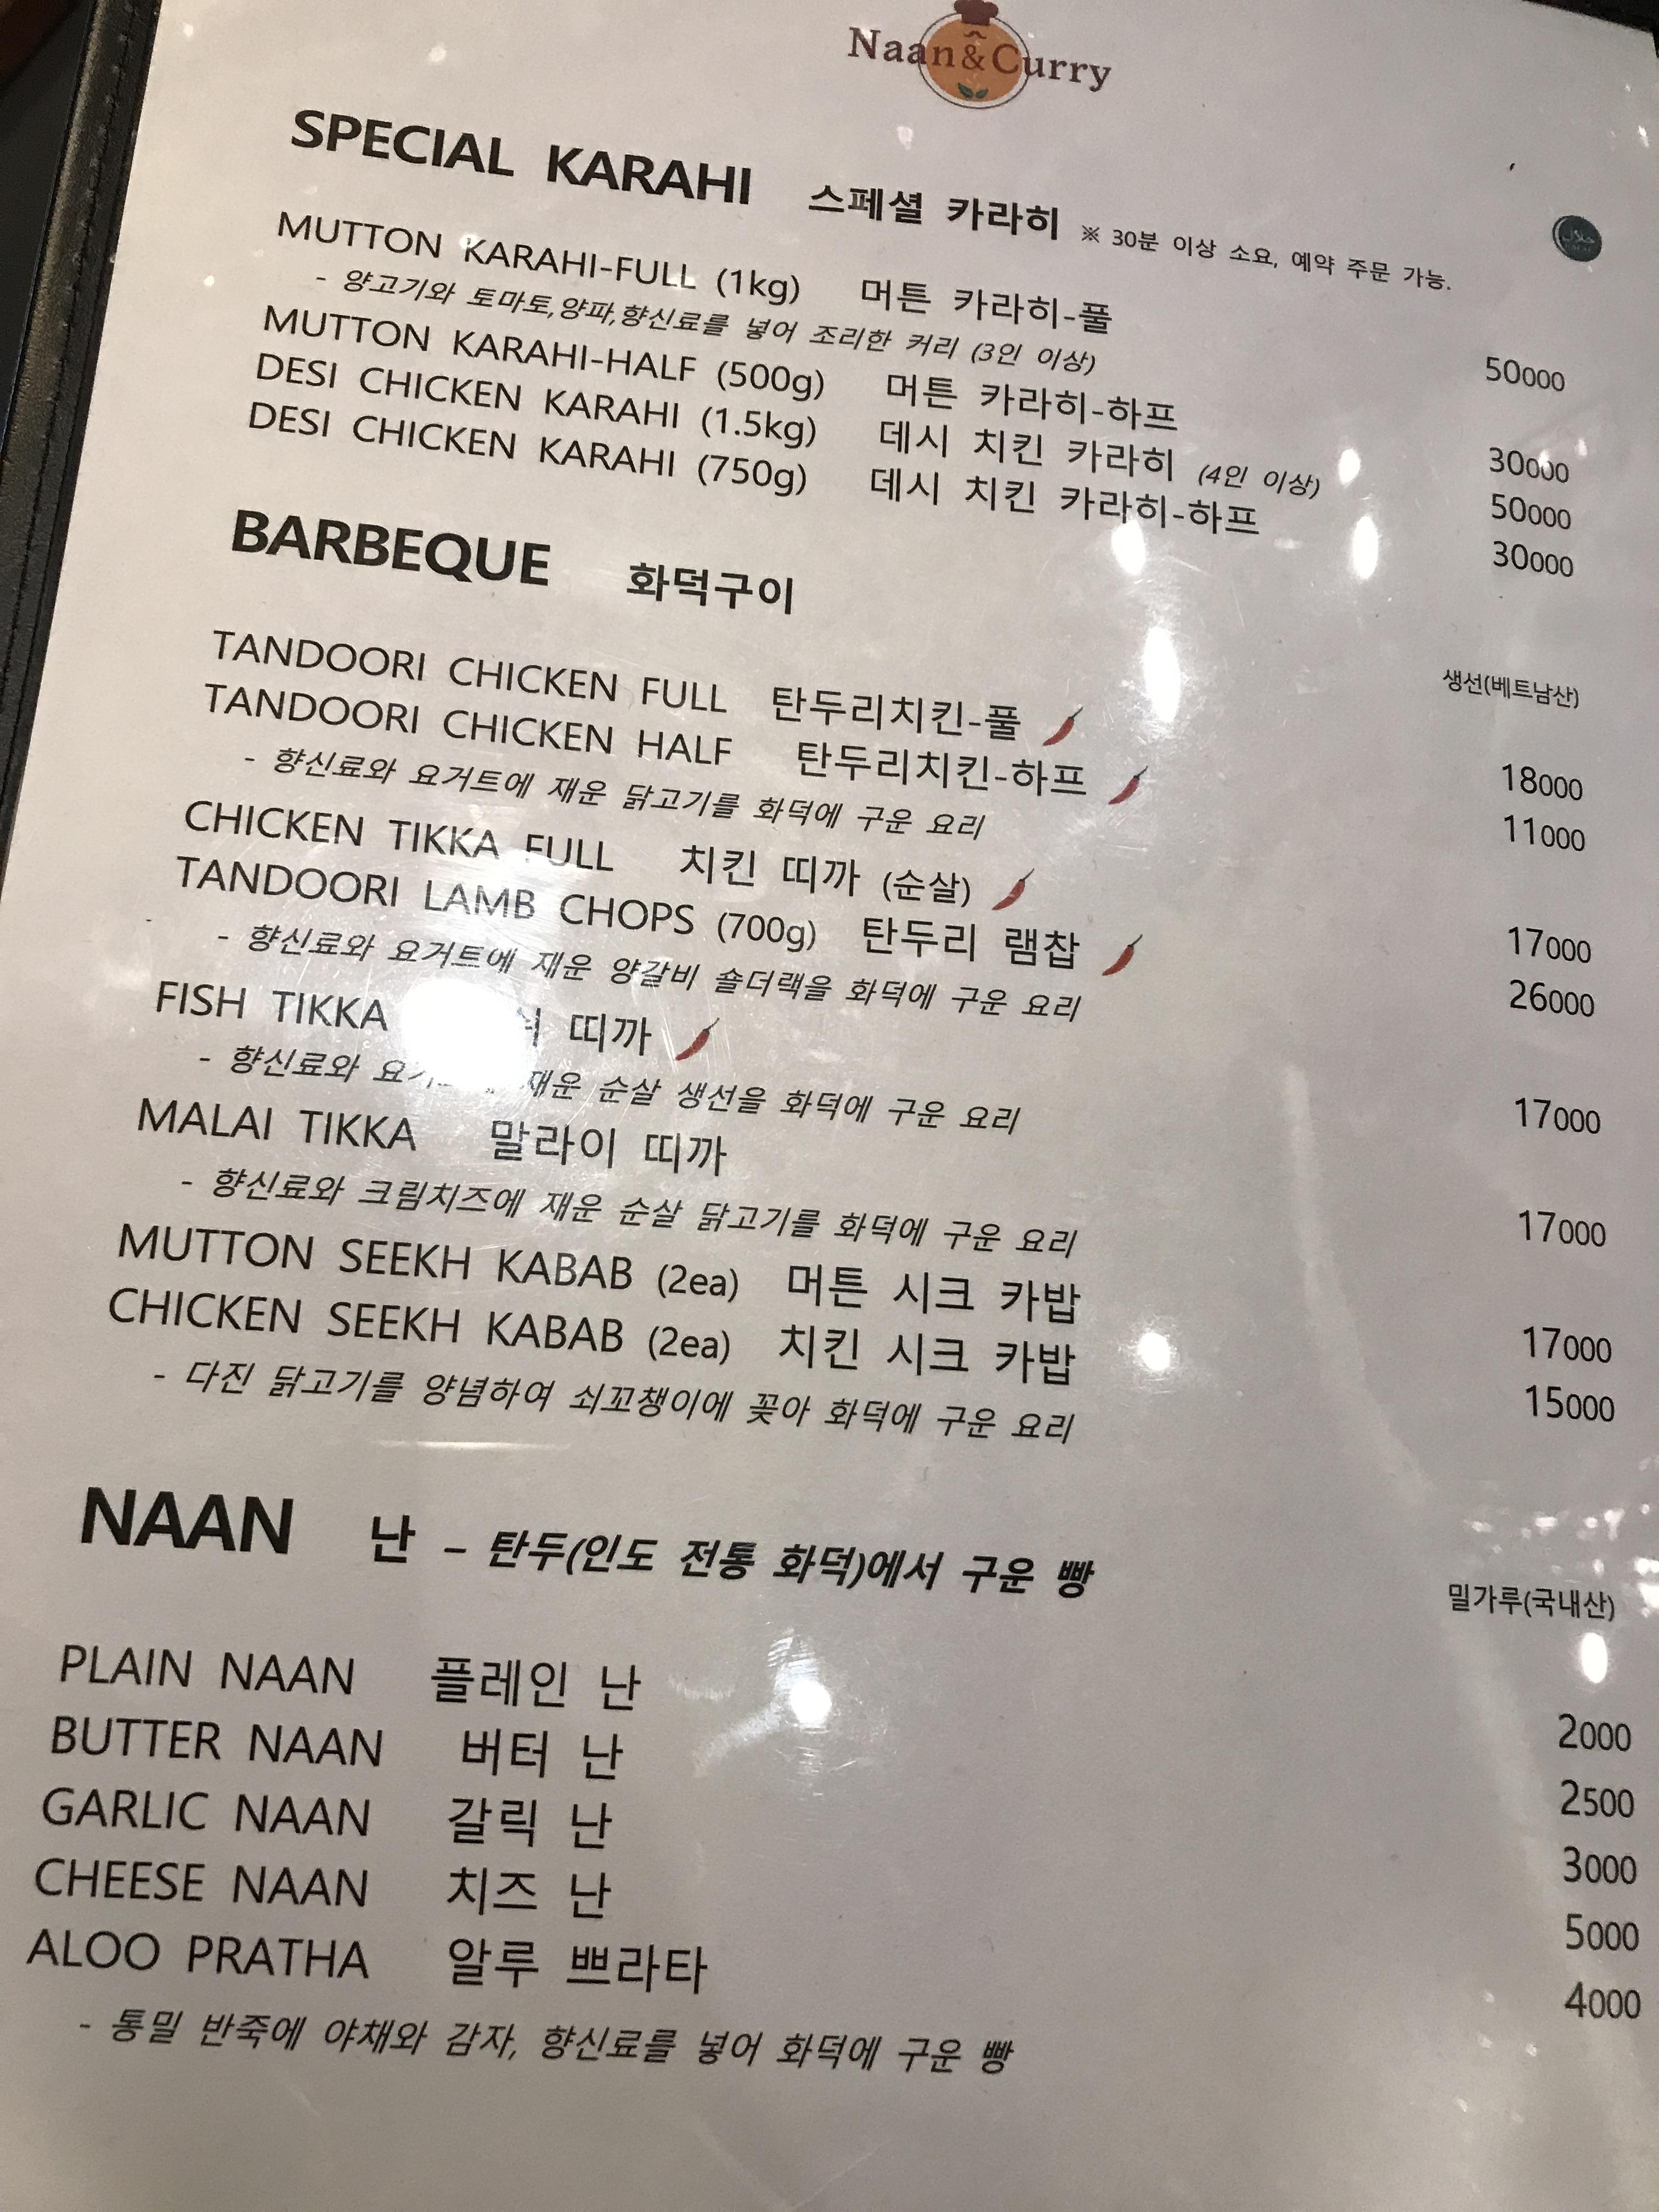 Naan & Curry
SPECIAL KARAHI 스페셜 카라히 ※ 30분 이상 소요, 예약 주문 가능.
حلال
MUTTON KARAHI-FULL (1kg) 머튼 카라히-풀 50000
- 양고기와 토마토,양파,향신료를 넣어 조리한 커리 (3인 이상)
MUTTON KARAHI-HALF (500g) 머튼 카라히-하프 30000
DESI CHICKEN KARAHI (1.5kg) 데시 치킨 카라히 (4인 이상) 50000
DESI CHICKEN KARAHI (750g) 데시 치킨 카라히-하프 30000
BARBEQUE 화덕구이
생선(베트남산)
TANDOORI CHICKEN FULL 탄두리치킨-풀 18000
TANDOORI CHICKEN HALF 탄두리치킨-하프 11000
- 향신료와 요거트에 재운 닭고기를 화덕에 구운 요리
CHICKEN TIKKA FULL 치킨 띠까 (순살) 17000
TANDOORI LAMB CHOPS (700g) 탄두리 램찹 26000
- 향신료와 요거트에 재운 양갈비 숄더랙을 화덕에 구운 요리
FISH TIKKA 띠까 17000
- 향신료와 재운 순살 생선을 화덕에 구운 요리
MALAI TIKKA 말라이 띠까 17000
- 향신료와 크림치즈에 재운 순살 닭고기를 화덕에 구운 요리
MUTTON SEEKH KABAB (2ea) 머튼 시크 카밥 17000
CHICKEN SEEKH KABAB (2ea) 치킨 시크 카밥 15000
- 다진 닭고기를 양념하여 쇠꼬챙이에 꽂아 화덕에 구운 요리
NAAN 난 – 탄두(인도 전통 화덕)에서 구운 빵
밀가루(국내산)
PLAIN NAAN 플레인 난 2000
BUTTER NAAN 버터 난 2500
GARLIC NAAN 갈릭 난 3000
CHEESE NAAN 치즈 난 5000
ALOO PRATHA 알루 쁘라타 4000
- 통밀 반죽에 야채와 감자, 향신료를 넣어 화덕에 구운 빵